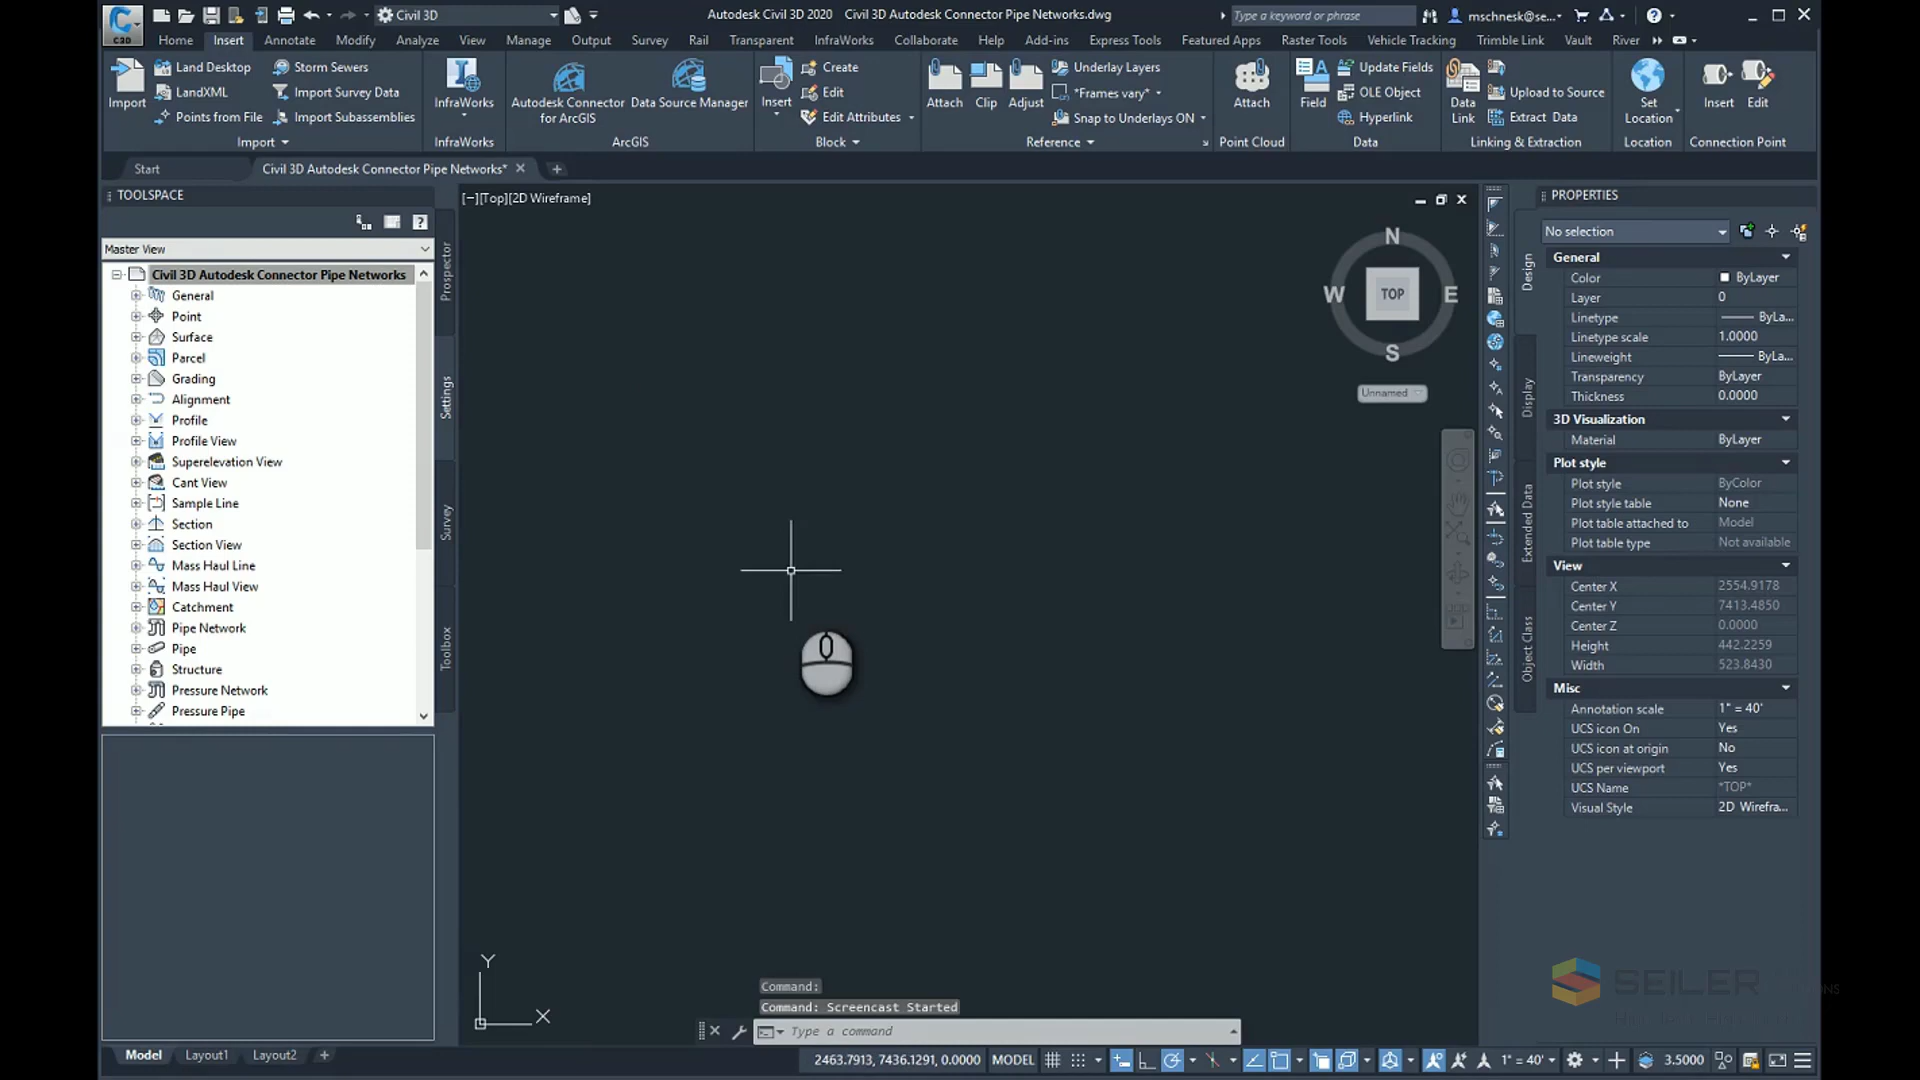 C3D
Civil 3D
Autodesk Civil 3D 2020 Civil 3D Autodesk Connector Pipe Networks.dwg
Type a keyword or phrase
mschnesk@se...
Home Insert Annotate Modify Analyze View Manage Output Survey Rail Transparent InfraWorks Collaborate Help Add-ins Express Tools Featured Apps Raster Tools Vehicle Tracking Trimble Link Vault River
Import
Land Desktop
LandXML
Points from File
Storm Sewers
Import Survey Data
Import Subassemblies
InfraWorks
Autodesk Connector for ArcGIS
Data Source Manager
Insert
Create
Edit
Edit Attributes
Attach
Clip
Adjust
Underlay Layers
*Frames vary*
Snap to Underlays ON
Attach
Field
Update Fields
OLE Object
Hyperlink
Data Link
Upload to Source
Extract Data
Set Location
Insert
Edit
Import
InfraWorks
ArcGIS
Block
Reference
Point Cloud
Data
Linking & Extraction
Location
Connection Point
Start
Civil 3D Autodesk Connector Pipe Networks*
TOOLSPACE
Master View
Civil 3D Autodesk Connector Pipe Networks
General
Point
Surface
Parcel
Grading
Alignment
Profile
Profile View
Superelevation View
Cant View
Sample Line
Section
Section View
Mass Haul Line
Mass Haul View
Catchment
Pipe Network
Pipe
Structure
Pressure Network
Pressure Pipe
Prospector
Settings
Survey
Toolbox
[−][Top][2D Wireframe]
N
W
TOP
E
S
Unnamed
Y
X
Command:
Command: Screencast Started
Type a command
PROPERTIES
Design
Display
Extended Data
Object Class
No selection
General
Color ByLayer
Layer 0
Linetype ByLa...
Linetype scale 1.0000
Lineweight ByLa...
Transparency ByLayer
Thickness 0.0000
3D Visualization
Material ByLayer
Plot style
Plot style ByColor
Plot style table None
Plot table attached to Model
Plot table type Not available
View
Center X 2554.9178
Center Y 7413.4850
Center Z 0.0000
Height 442.2259
Width 523.8430
Misc
Annotation scale 1" = 40'
UCS icon On Yes
UCS icon at origin No
UCS per viewport Yes
UCS Name *TOP*
Visual Style 2D Wirefra...
SEILER
Model Layout1 Layout2
2463.7913, 7436.1291, 0.0000 MODEL
1" = 40'
3.5000